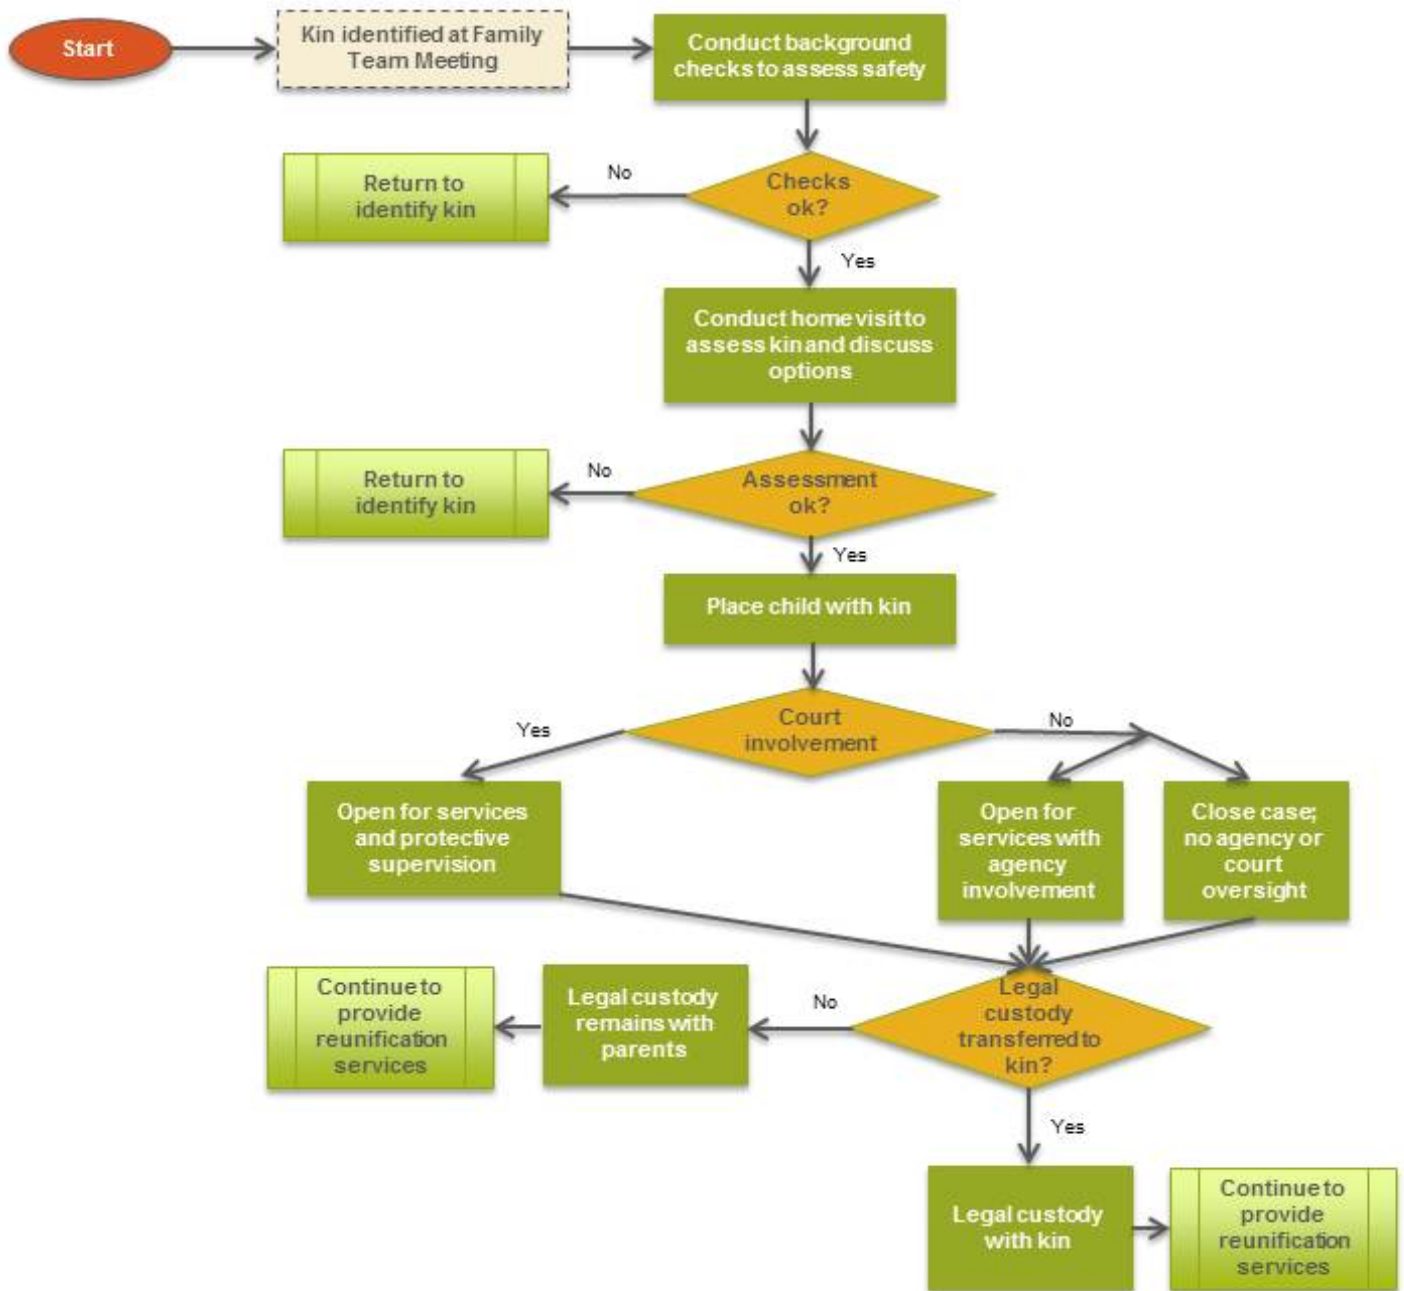 Start
Kin identified at Family
Team Meeting
Conduct background
checks to assess safety
No
Return to
identify kin
Checks
ok?
Yes
Conduct home visit to
assess kin and discuss
options
No
Return to
identify kin
Assessment
ok?
Yes
Place child with kin
Yes
Court
involvement
No
Open for services
and protective
supervision
Open for
services with
agency
involvement
Close case;
no agency or
court
oversight
Continue to
provide
reunification
services
Legal custody
remains with
parents
No
Legal
custody
transferred to
kin?
Yes
Legal custody
with kin
Continue to
provide
reunification
services